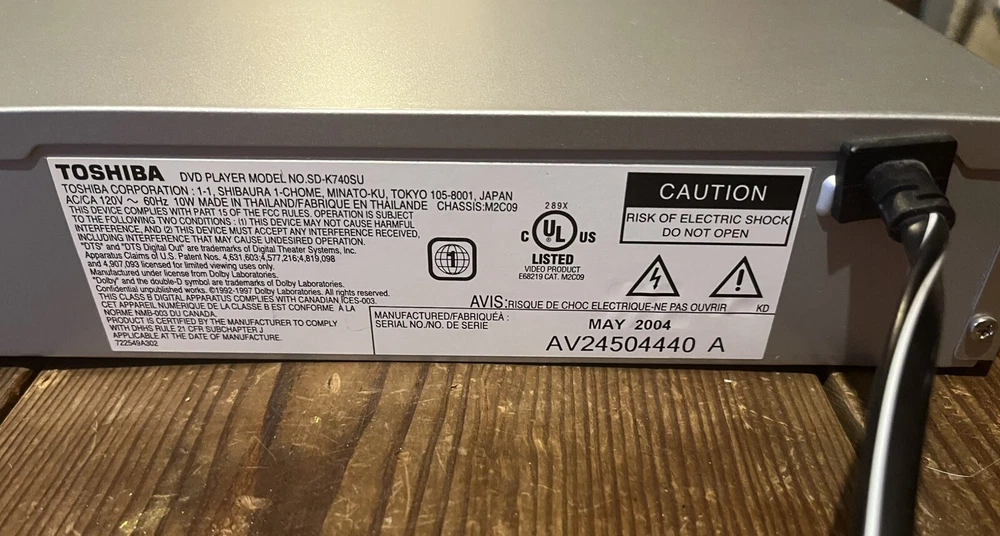 TOSHIBA DVD PLAYER MODEL NO.SD-K740SU
TOSHIBA CORPORATION : 1-1, SHIBAURA 1-CHOME, MINATO-KU, TOKYO 105-8001, JAPAN
AC/CA 120V ~ 60Hz 10W MADE IN THAILAND/FABRIQUE EN THAÏLANDE CHASSIS:M2C09
THIS DEVICE COMPLIES WITH PART 15 OF THE FCC RULES. OPERATION IS SUBJECT
TO THE FOLLOWING TWO CONDITIONS : (1) THIS DEVICE MAY NOT CAUSE HARMFUL
INTERFERENCE, AND (2) THIS DEVICE MUST ACCEPT ANY INTERFERENCE RECEIVED,
INCLUDING INTERFERENCE THAT MAY CAUSE UNDESIRED OPERATION.
"DTS" and "DTS Digital Out" are trademarks of Digital Theater Systems, Inc.
Apparatus Claims of U.S. Patent Nos. 4,631,603;4,577,216;4,819,098
and 4,907,093 licensed for limited viewing uses only.
Manufactured under license from Dolby Laboratories.
"Dolby" and the double-D symbol are trademarks of Dolby Laboratories.
Confidential unpublished works. ©1992-1997 Dolby Laboratories. All rights reserved.
THIS CLASS B DIGITAL APPARATUS COMPLIES WITH CANADIAN ICES-003.
CET APPAREIL NUMÉRIQUE DE LA CLASSE B EST CONFORME À LA
NORME NMB-003 DU CANADA.
PRODUCT IS CERTIFIED BY THE MANUFACTURER TO COMPLY
WITH DHHS RULE 21 CFR SUBCHAPTER J
APPLICABLE AT THE DATE OF MANUFACTURE.
722549A302
1
289X
C UL US
LISTED
VIDEO PRODUCT
E68219 CAT. M2C09
CAUTION
RISK OF ELECTRIC SHOCK
DO NOT OPEN
AVIS:RISQUE DE CHOC ELECTRIQUE-NE PAS OUVRIR KD
MANUFACTURED/FABRIQUÉÀ :
MAY 2004
SERIAL NO./NO. DE SERIE
AV24504440 A